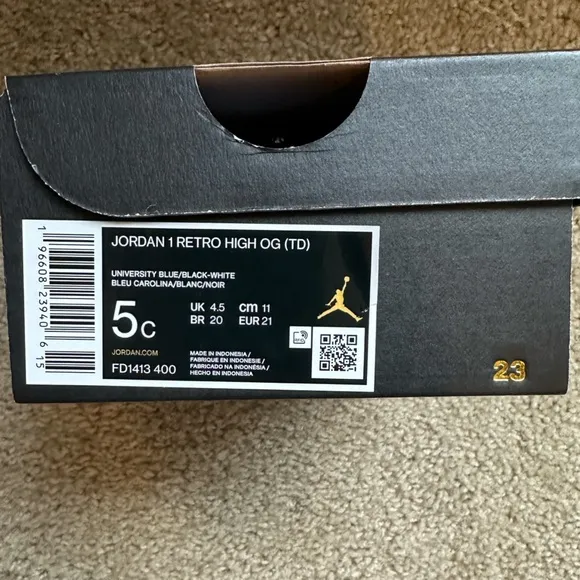 JORDAN 1 RETRO HIGH OG (TD)
UNIVERSITY BLUE/BLACK-WHITE
BLEU CAROLINA/BLANC/NOIR
5C
UK 4.5 cm 11
BR 20 EUR 21
JORDAN.COM
FD1413 400
MADE IN INDONESIA /
FABRIQUE EN INDONESIE /
FABRICADO NA INDONÉSIA /
HECHO EN INDONESIA
1 96608 23940 6 15
23